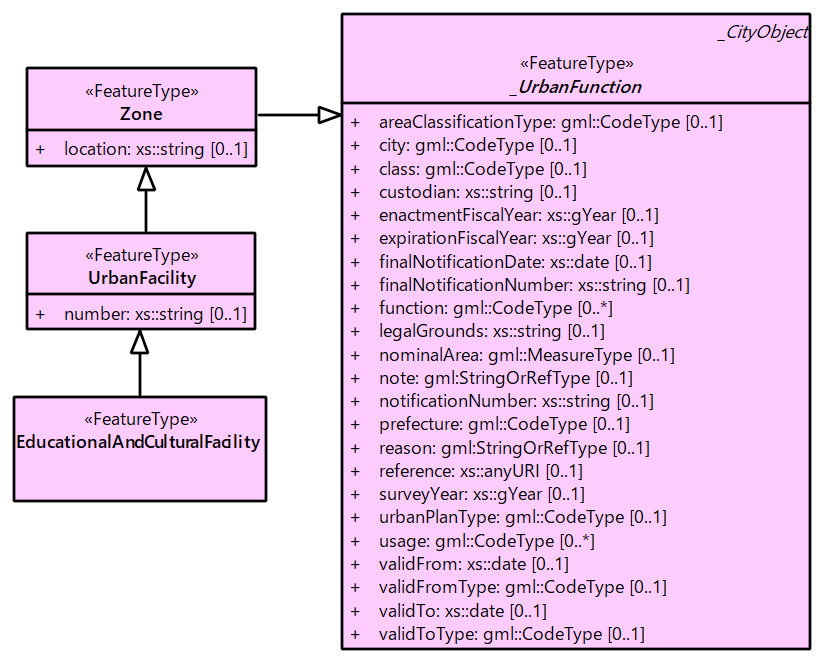 «FeatureType»
Zone
+ location: xs::string [0..1]
«FeatureType»
UrbanFacility
+ number: xs::string [0..1]
«FeatureType»
EducationalAndCulturalFacility
_CityObject
«FeatureType»
_UrbanFunction
+ areaClassificationType: gml::CodeType [0..1]
+ city: gml::CodeType [0..1]
+ class: gml::CodeType [0..1]
+ custodian: xs::string [0..1]
+ enactmentFiscalYear: xs::gYear [0..1]
+ expirationFiscalYear: xs::gYear [0..1]
+ finalNotificationDate: xs::date [0..1]
+ finalNotificationNumber: xs::string [0..1]
+ function: gml::CodeType [0..*]
+ legalGrounds: xs::string [0..1]
+ nominalArea: gml::MeasureType [0..1]
+ note: gml:StringOrRefType [0..1]
+ notificationNumber: xs::string [0..1]
+ prefecture: gml::CodeType [0..1]
+ reason: gml:StringOrRefType [0..1]
+ reference: xs::anyURI [0..1]
+ surveyYear: xs::gYear [0..1]
+ urbanPlanType: gml::CodeType [0..1]
+ usage: gml::CodeType [0..*]
+ validFrom: xs::date [0..1]
+ validFromType: gml::CodeType [0..1]
+ validTo: xs::date [0..1]
+ validToType: gml::CodeType [0..1]